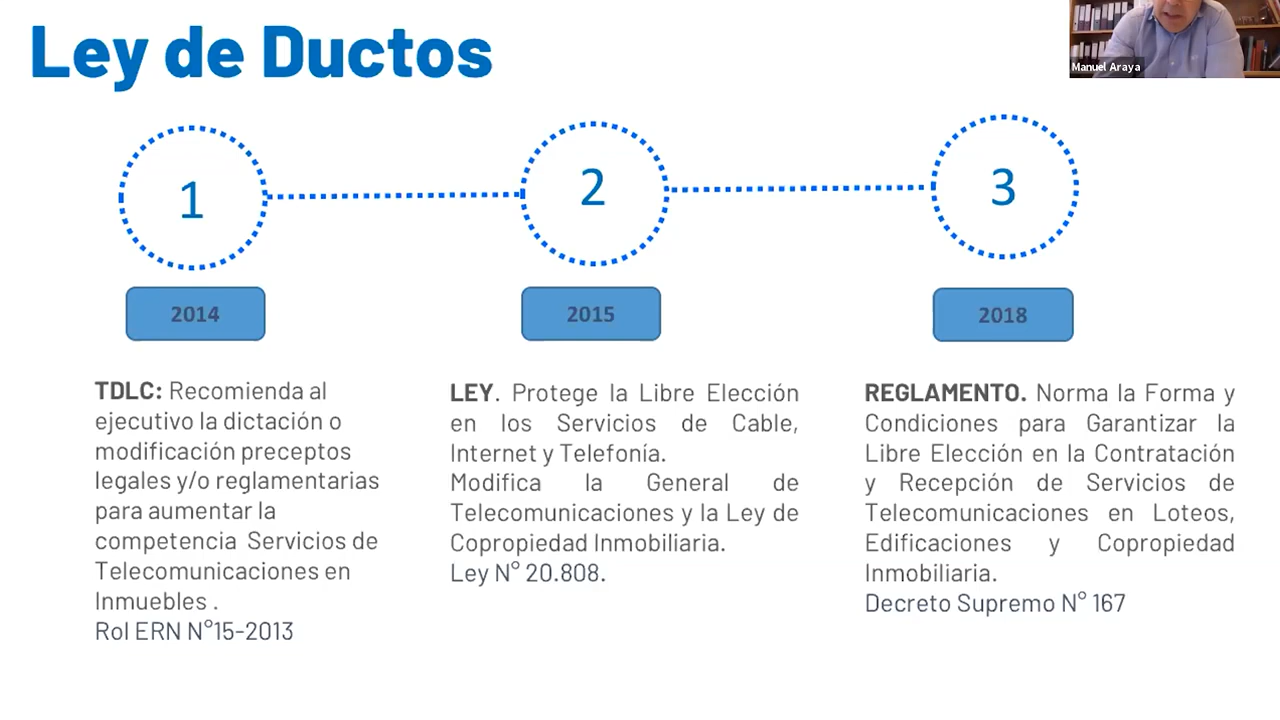 Ley de Ductos
Manuel Araya
1
2
3
2014
2015
2018
TDLC: Recomienda al
ejecutivo la dictación o
modificación preceptos
legales y/o reglamentarias
para aumentar la
competencia Servicios de
Telecomunicaciones en
Inmuebles .
Rol ERN N°15-2013
LEY. Protege la Libre Elección
en los Servicios de Cable,
Internet y Telefonía.
Modifica la General de
Telecomunicaciones y la Ley de
Copropiedad Inmobiliaria.
Ley N° 20.808.
REGLAMENTO. Norma la Forma y
Condiciones para Garantizar la
Libre Elección en la Contratación
y Recepción de Servicios de
Telecomunicaciones en Loteos,
Edificaciones y Copropiedad
Inmobiliaria.
Decreto Supremo N° 167